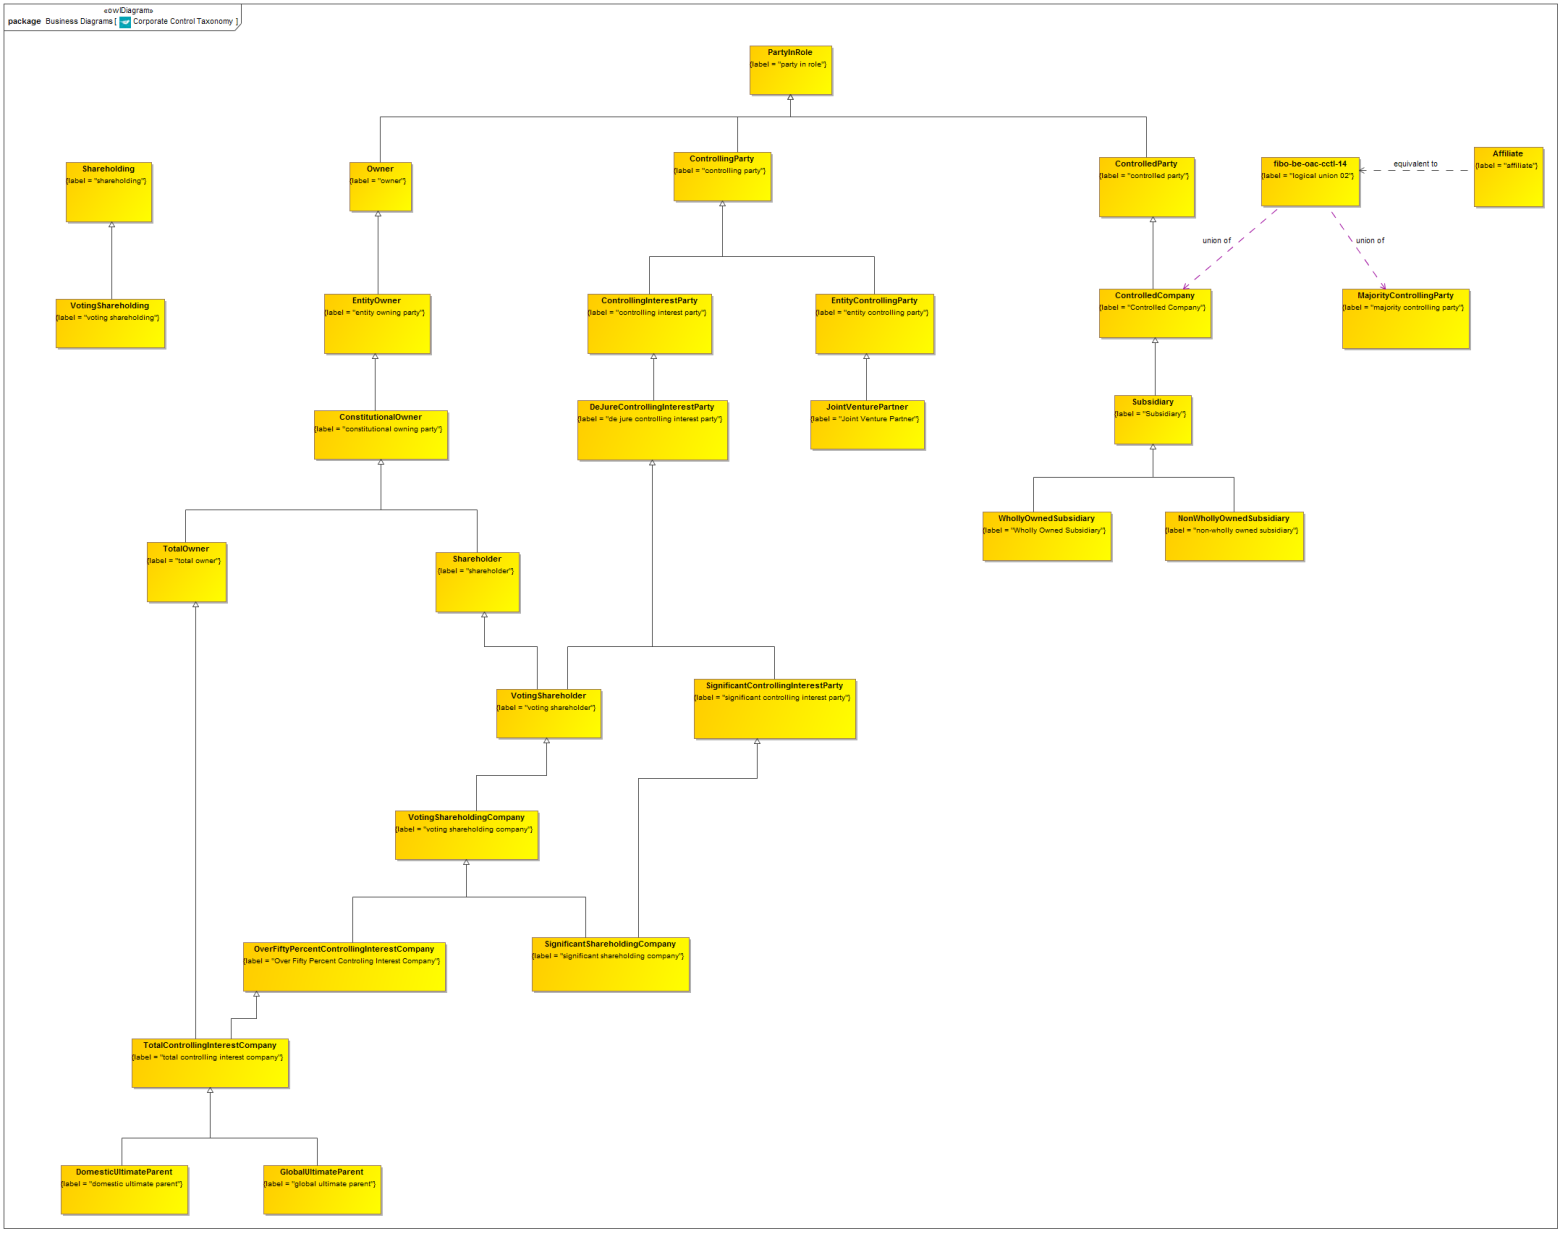 «owlDiagram»
package Business Diagrams [ Corporate Control Taxonomy ]
PartyInRole
{label = "party in role"}
Shareholding
{label = "shareholding"}
Owner
{label = "owner"}
ControllingParty
{label = "controlling party"}
ControlledParty
{label = "controlled party"}
fibo-be-oac-cctl-14
{label = "logical union 02"}
equivalent to
Affiliate
{label = "affiliate"}
union of
union of
VotingShareholding
{label = "voting shareholding"}
EntityOwner
{label = "entity owning party"}
ControllingInterestParty
{label = "controlling interest party"}
EntityControllingParty
{label = "entity controlling party"}
ControlledCompany
{label = "Controlled Company"}
MajorityControllingParty
{label = "majority controlling party"}
ConstitutionalOwner
{label = "constitutional owning party"}
DeJureControllingInterestParty
{label = "de jure controlling interest party"}
JointVenturePartner
{label = "Joint Venture Partner"}
Subsidiary
{label = "Subsidiary"}
WhollyOwnedSubsidiary
{label = "Wholly Owned Subsidiary"}
NonWhollyOwnedSubsidiary
{label = "non-wholly owned subsidiary"}
TotalOwner
{label = "total owner"}
Shareholder
{label = "shareholder"}
VotingShareholder
{label = "voting shareholder"}
SignificantControllingInterestParty
{label = "significant controlling interest party"}
VotingShareholdingCompany
{label = "voting shareholding company"}
OverFiftyPercentControllingInterestCompany
{label = "Over Fifty Percent Controling Interest Company"}
SignificantShareholdingCompany
{label = "significant shareholding company"}
TotalControllingInterestCompany
{label = "total controlling interest company"}
DomesticUltimateParent
{label = "domestic ultimate parent"}
GlobalUltimateParent
{label = "global ultimate parent"}